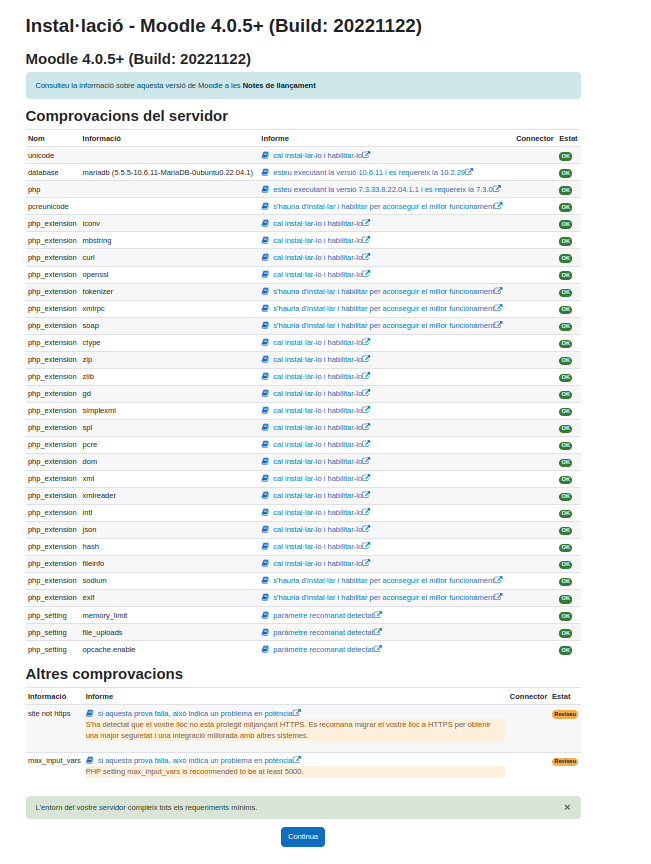 Instal·lació - Moodle 4.0.5+ (Build: 20221122)
Moodle 4.0.5+ (Build: 20221122)
Consulteu la informació sobre aquesta versió de Moodle a les Notes de llançament
Comprovacions del servidor
Nom Informació Informe Connector Estat
unicode cal instal·lar-lo i habilitar-lo OK
database mariadb (5.5.5-10.6.11-MariaDB-0ubuntu0.22.04.1) esteu executant la versió 10.6.11 i es requereix la 10.2.29 OK
php esteu executant la versió 7.3.33.8.22.04.1.1 i es requereix la 7.3.0 OK
pcreunicode s'hauria d'instal·lar i habilitar per aconseguir el millor funcionament OK
php_extension iconv cal instal·lar-lo i habilitar-lo OK
php_extension mbstring cal instal·lar-lo i habilitar-lo OK
php_extension curl cal instal·lar-lo i habilitar-lo OK
php_extension openssl cal instal·lar-lo i habilitar-lo OK
php_extension tokenizer s'hauria d'instal·lar i habilitar per aconseguir el millor funcionament OK
php_extension xmlrpc s'hauria d'instal·lar i habilitar per aconseguir el millor funcionament OK
php_extension soap s'hauria d'instal·lar i habilitar per aconseguir el millor funcionament OK
php_extension ctype cal instal·lar-lo i habilitar-lo OK
php_extension zip cal instal·lar-lo i habilitar-lo OK
php_extension zlib cal instal·lar-lo i habilitar-lo OK
php_extension gd cal instal·lar-lo i habilitar-lo OK
php_extension simplexml cal instal·lar-lo i habilitar-lo OK
php_extension spl cal instal·lar-lo i habilitar-lo OK
php_extension pcre cal instal·lar-lo i habilitar-lo OK
php_extension dom cal instal·lar-lo i habilitar-lo OK
php_extension xml cal instal·lar-lo i habilitar-lo OK
php_extension xmlreader cal instal·lar-lo i habilitar-lo OK
php_extension intl cal instal·lar-lo i habilitar-lo OK
php_extension json cal instal·lar-lo i habilitar-lo OK
php_extension hash cal instal·lar-lo i habilitar-lo OK
php_extension fileinfo cal instal·lar-lo i habilitar-lo OK
php_extension sodium s'hauria d'instal·lar i habilitar per aconseguir el millor funcionament OK
php_extension exif s'hauria d'instal·lar i habilitar per aconseguir el millor funcionament OK
php_setting memory_limit paràmetre recomanat detectat OK
php_setting file_uploads paràmetre recomanat detectat OK
php_setting opcache.enable paràmetre recomanat detectat OK
Altres comprovacions
Informació Informe Connector Estat
site not https si aquesta prova falla, això indica un problema en potència Reviseu
S'ha detectat que el vostre lloc no està protegit mitjançant HTTPS. Es recomana migrar el vostre lloc a HTTPS per obtenir
una major seguretat i una integració millorada amb altres sistemes.
max_input_vars si aquesta prova falla, això indica un problema en potència Reviseu
PHP setting max_input_vars is recommended to be at least 5000.
L'entorn del vostre servidor compleix tots els requeriments mínims. ×
Continua